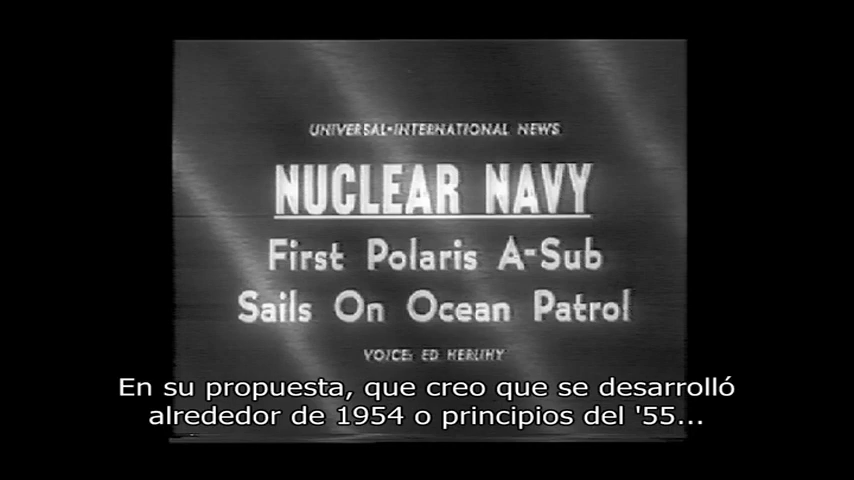 UNIVERSAL-INTERNATIONAL NEWS
NUCLEAR NAVY
First Polaris A-Sub
Sails On Ocean Patrol
VOICE: ED HERLIHY
En su propuesta, que creo que se desarrolló
alrededor de 1954 o principios del '55...